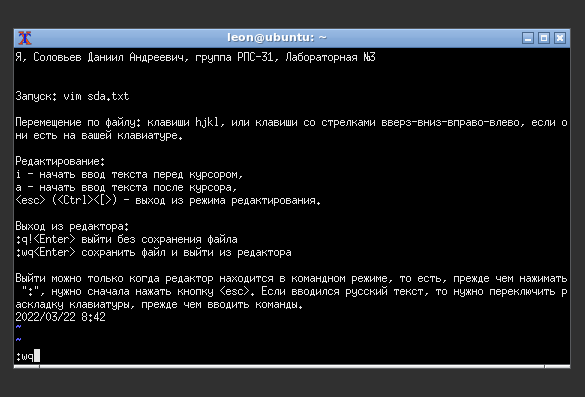 leon@ubuntu: ~
Я, Соловьев Даниил Андреевич, группа РПС-31, Лабораторная №3
Запуск: vim sda.txt
Перемещение по файлу: клавиши hjkl, или клавиши со стрелками вверз-вниз-вправо-влево, если о
ни есть на вашей клавиатуре.
Редактирование:
i - начать ввод текста перед курсором,
a - начать ввод текста после курсора,
<esc> (<Ctrl><[>) - выход из режима редактирования.
Выход из редактора:
:q!<Enter> выйти без сохранения файла
:wq<Enter> сохранить файл и выйти из редактора
Выйти можно только когда редактор находится в командном режиме, то есть, прежде чем нажимать
":", нужно сначала нажать кнопку <esc>. Если вводился русский текст, то нужно переключить р
аскладку клавиатуры, прежде чем вводить команды.
2022/03/22 8:42
~
~
:wq